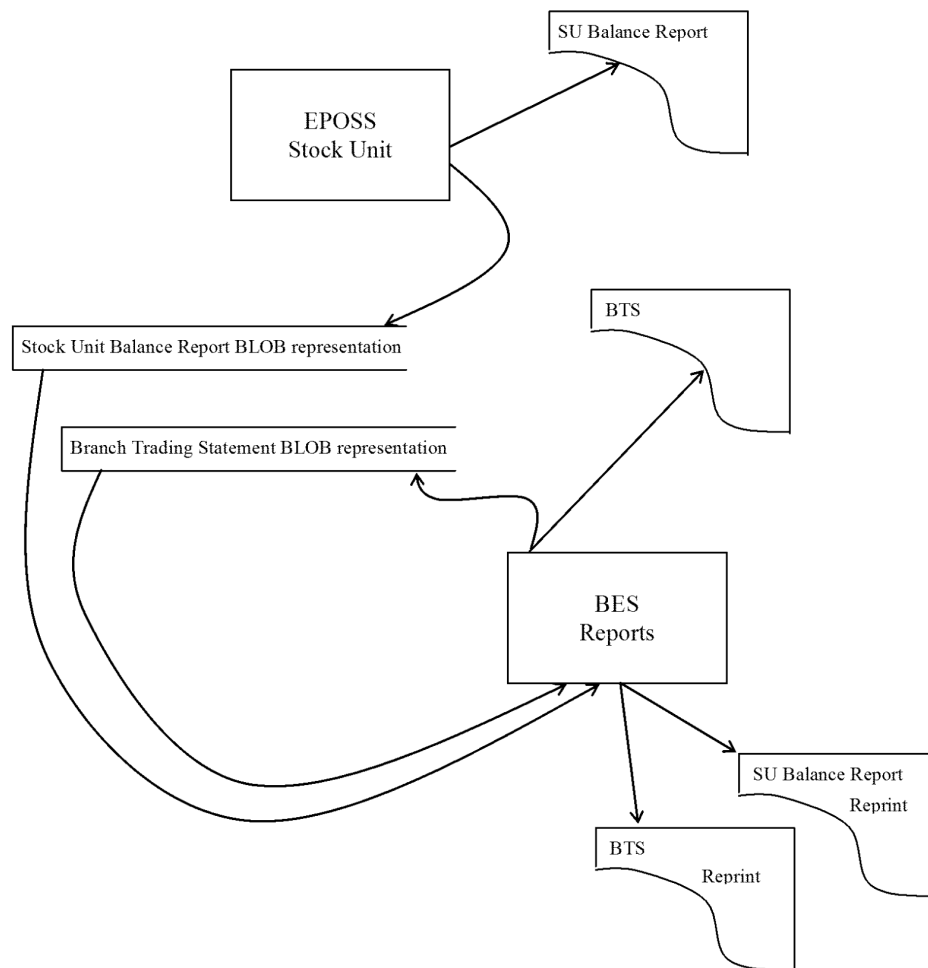 SU Balance Report
EPOSS
Stock Unit
BTS
Stock Unit Balance Report BLOB representation
Branch Trading Statement BLOB representation
BES
Reports
SU Balance Report
Reprint
BTS
Reprint